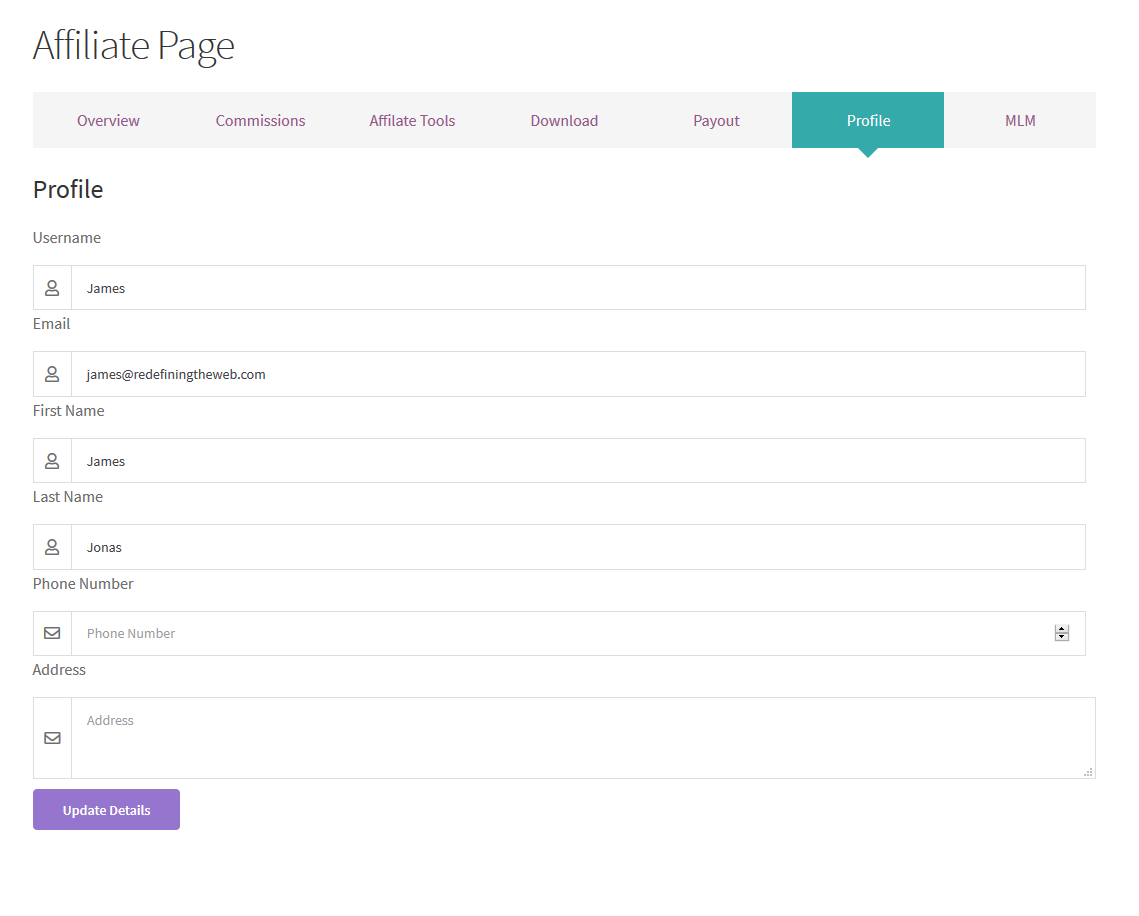 Affiliate Page
Overview Commissions Affilate Tools Download Payout Profile MLM
Profile
Username
James
Email
james@redefiningtheweb.com
First Name
James
Last Name
Jonas
Phone Number
Phone Number
Address
Address
Update Details